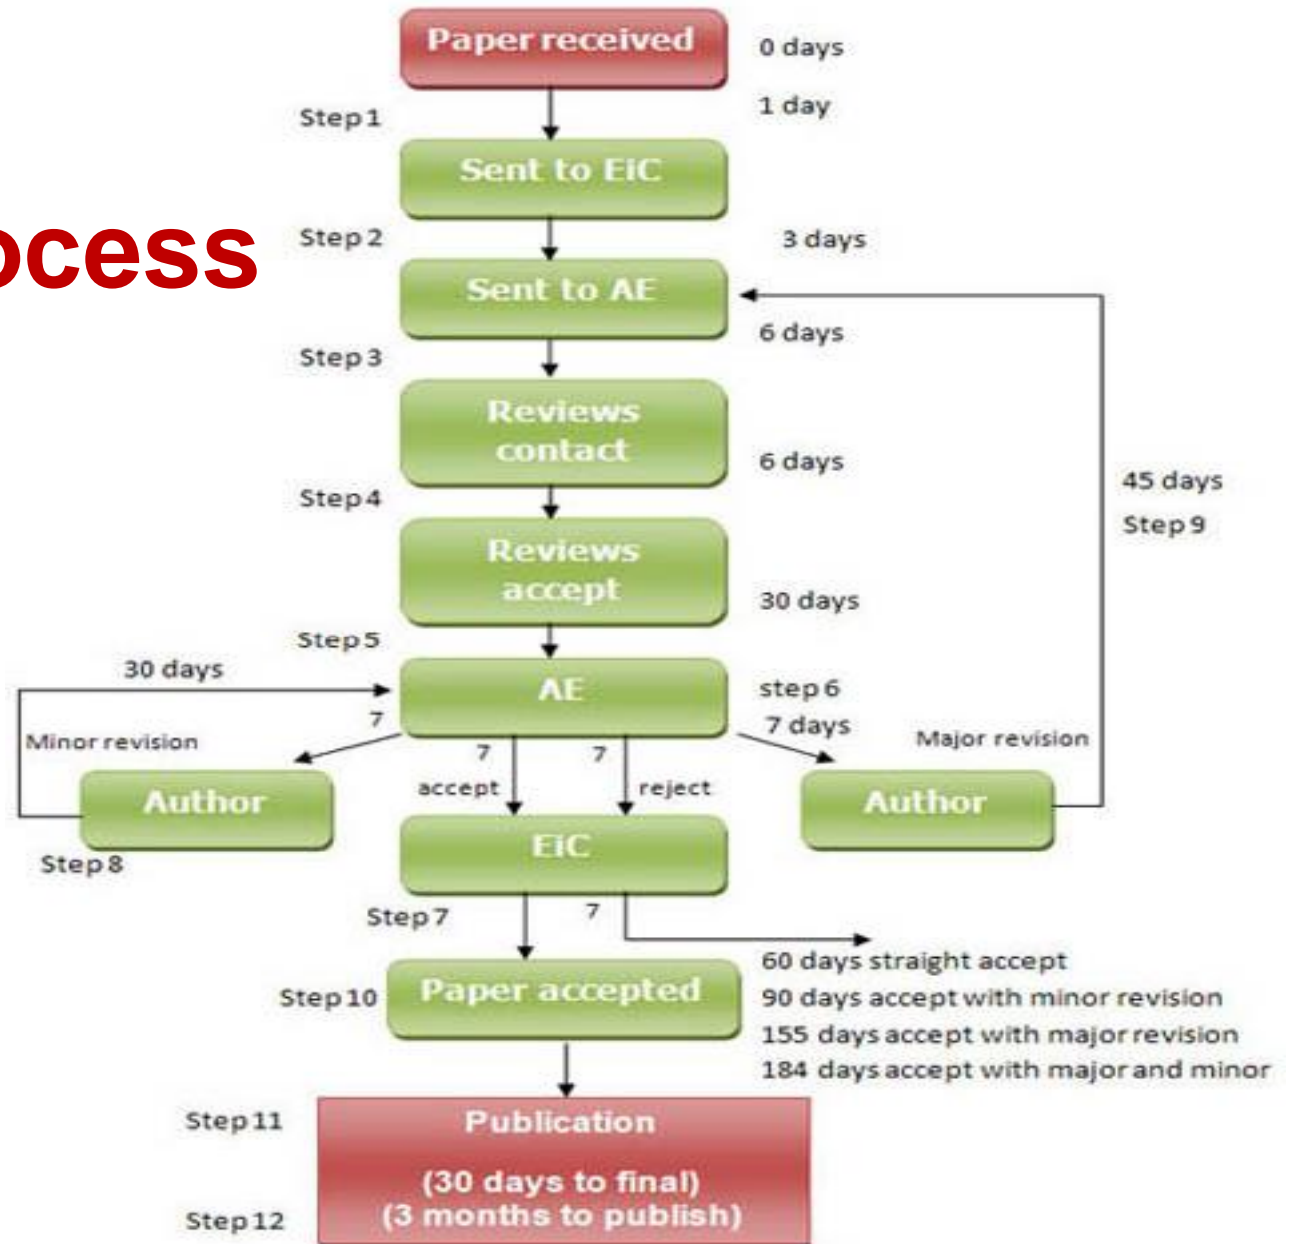 Paper received
0 days
1 day
Step 1
Sent to EiC
ocess
Step 2
3 days
Sent to AE
6 days
Step 3
Reviews
contact
6 days
45 days
Step 4
Step 9
Reviews
accept
30 days
Step 5
30 days
AE
step 6
7
7 days
Minor revision
7
7
Major revision
accept
reject
Author
Author
EiC
Step 8
Step 7
7
60 days straight accept
Step 10
Paper accepted
90 days accept with minor revision
155 days accept with major revision
184 days accept with major and minor
Step 11
Publication
(30 days to final)
Step 12
(3 months to publish)